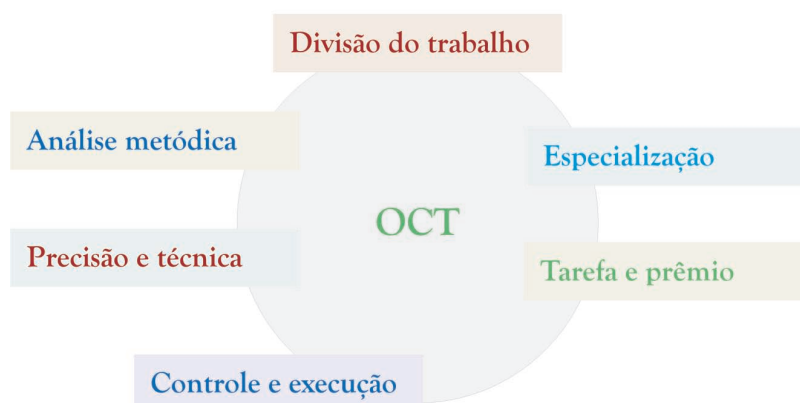 Divisão do trabalho
Análise metódica
Especialização
OCT
Precisão e técnica
Tarefa e prêmio
Controle e execução